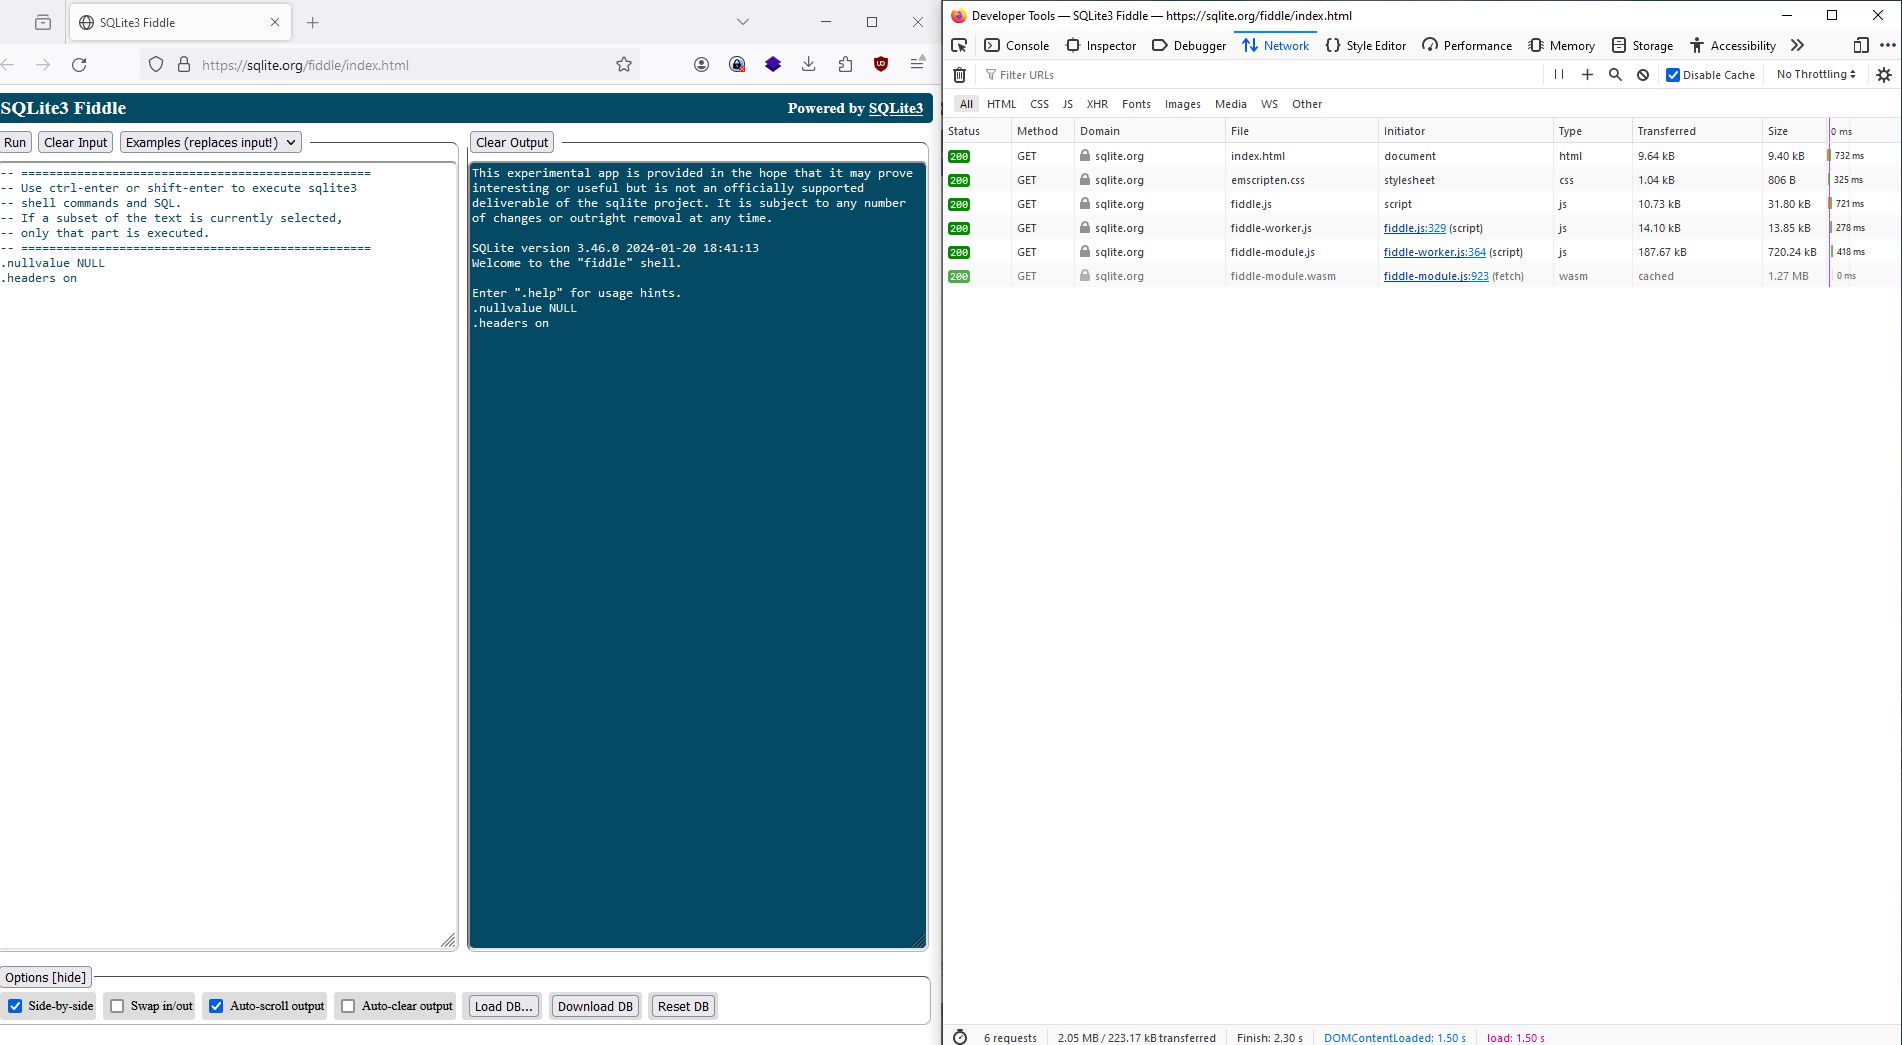 SQLite3 Fiddle
https://sqlite.org/fiddle/index.html
SQLite3 Fiddle
Powered by SQLite3
Run
Clear Input
Examples (replaces input!)
-- ==================================================
-- Use ctrl-enter or shift-enter to execute sqlite3
-- shell commands and SQL.
-- If a subset of the text is currently selected,
-- only that part is executed.
-- ==================================================
.nullvalue NULL
.headers on
Clear Output
This experimental app is provided in the hope that it may prove
interesting or useful but is not an officially supported
deliverable of the sqlite project. It is subject to any number
of changes or outright removal at any time.
SQLite version 3.46.0 2024-01-20 18:41:13
Welcome to the "fiddle" shell.
Enter ".help" for usage hints.
.nullvalue NULL
.headers on
Options [hide]
Side-by-side
Swap in/out
Auto-scroll output
Auto-clear output
Load DB...
Download DB
Reset DB
Developer Tools — SQLite3 Fiddle — https://sqlite.org/fiddle/index.html
Console Inspector Debugger Network Style Editor Performance Memory Storage Accessibility
Filter URLs
Disable Cache
No Throttling
All HTML CSS JS XHR Fonts Images Media WS Other
Status Method Domain File Initiator Type Transferred Size 0 ms
200 GET sqlite.org index.html document html 9.64 kB 9.40 kB 732 ms
200 GET sqlite.org emscripten.css stylesheet css 1.04 kB 806 B 325 ms
200 GET sqlite.org fiddle.js script js 10.73 kB 31.80 kB 721 ms
200 GET sqlite.org fiddle-worker.js fiddle.js:329 (script) js 14.10 kB 13.85 kB 278 ms
200 GET sqlite.org fiddle-module.js fiddle-worker.js:364 (script) js 187.67 kB 720.24 kB 418 ms
200 GET sqlite.org fiddle-module.wasm fiddle-module.js:923 (fetch) wasm cached 1.27 MB 0 ms
6 requests 2.05 MB / 223.17 kB transferred Finish: 2.30 s DOMContentLoaded: 1.50 s load: 1.50 s